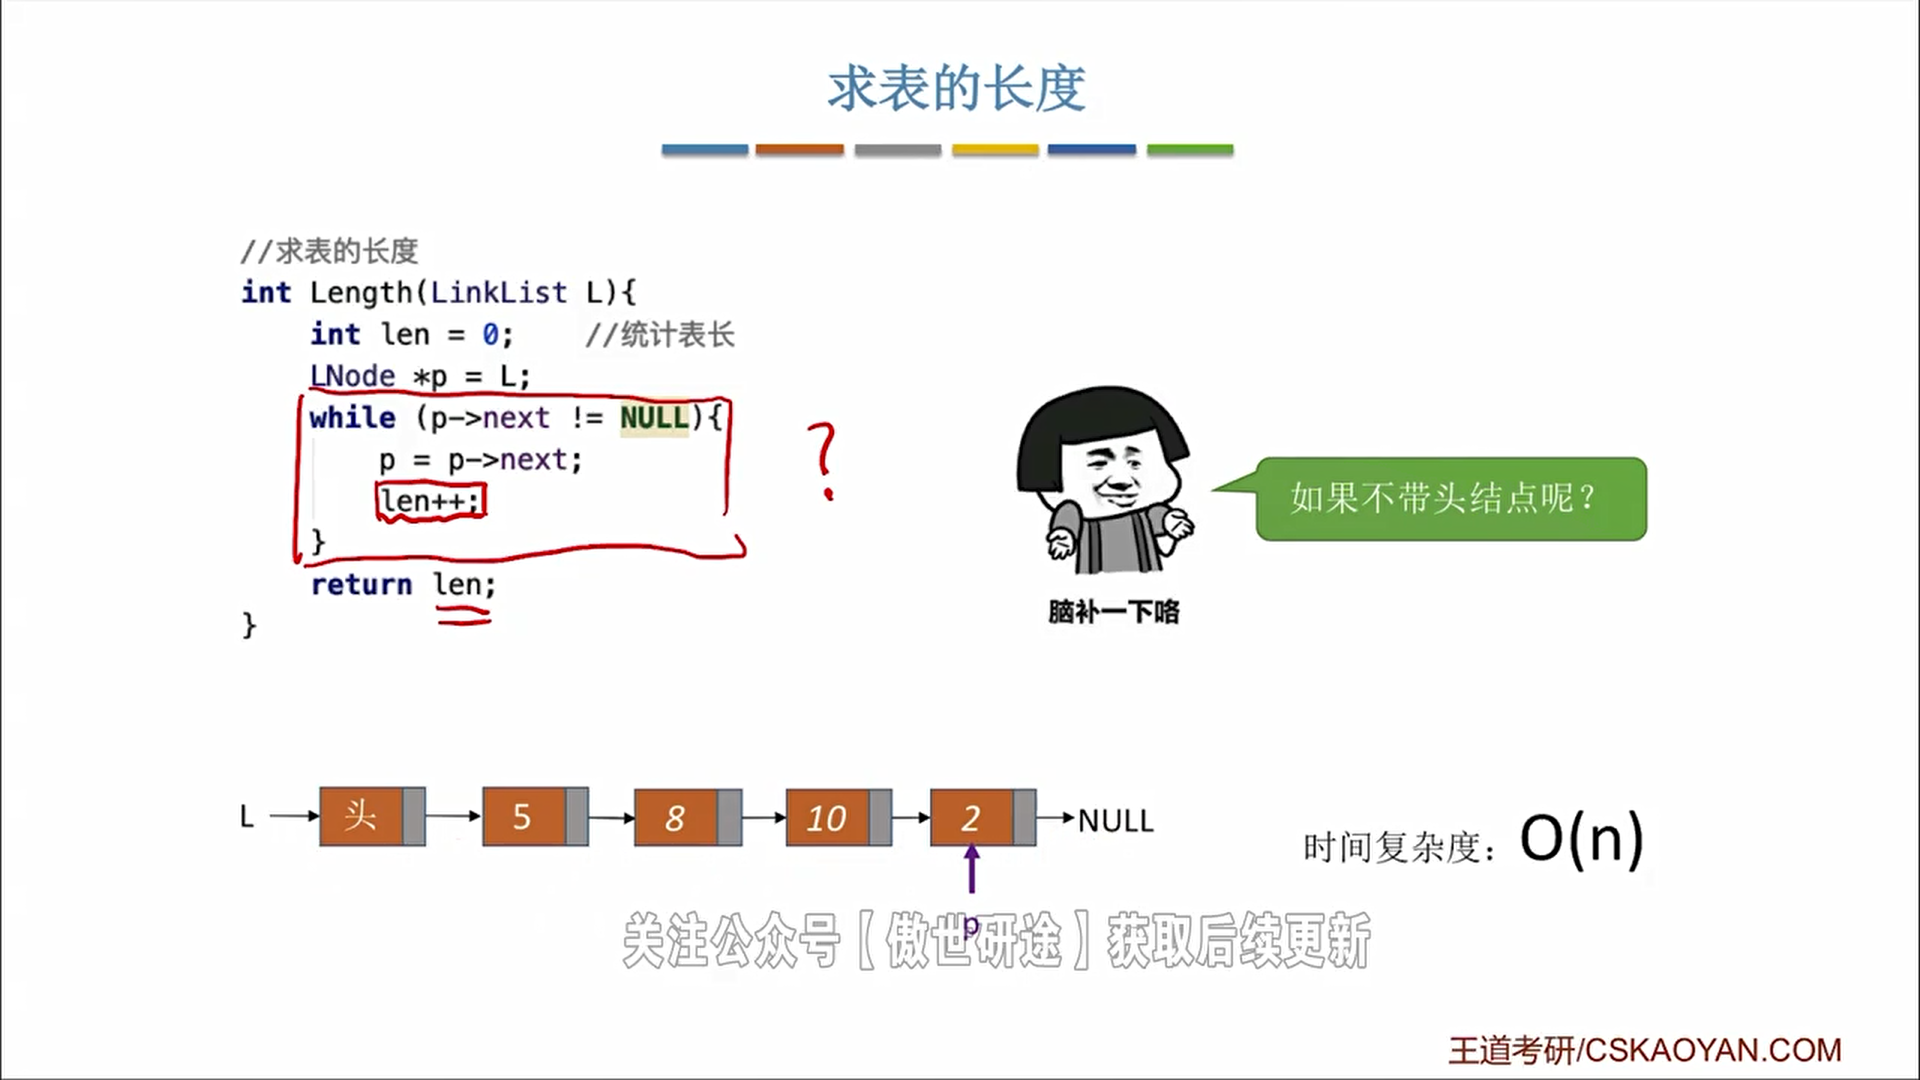 求表的长度
//求表的长度
int Length(LinkList L){
int len = 0; //统计表长
LNode *p = L;
while (p->next != NULL){
p = p->next;
len++;
}
return len;
}
?
如果不带头结点呢？
脑补一下咯
L 头 5 8 10 2 NULL
时间复杂度：O(n)
p
关注公众号【傲世研途】获取后续更新
王道考研/CSKAOYAN.COM